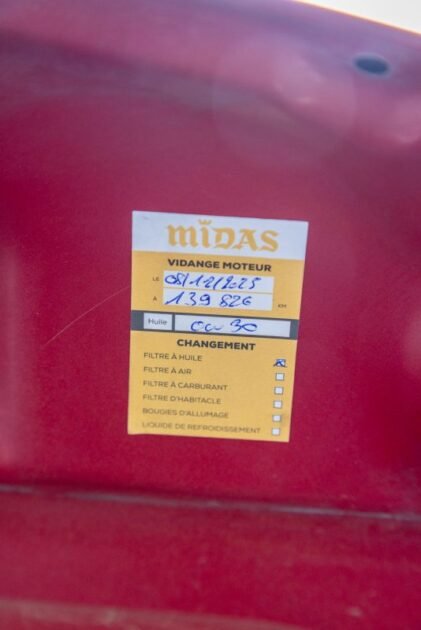 MIDAS
VIDANGE MOTEUR
LE 08/12/2025
À 139 826 KM
Huile 0w30
CHANGEMENT
FILTRE À HUILE
FILTRE À AIR
FILTRE À CARBURANT
FILTRE D'HABITACLE
BOUGIES D'ALLUMAGE
LIQUIDE DE REFROIDISSEMENT